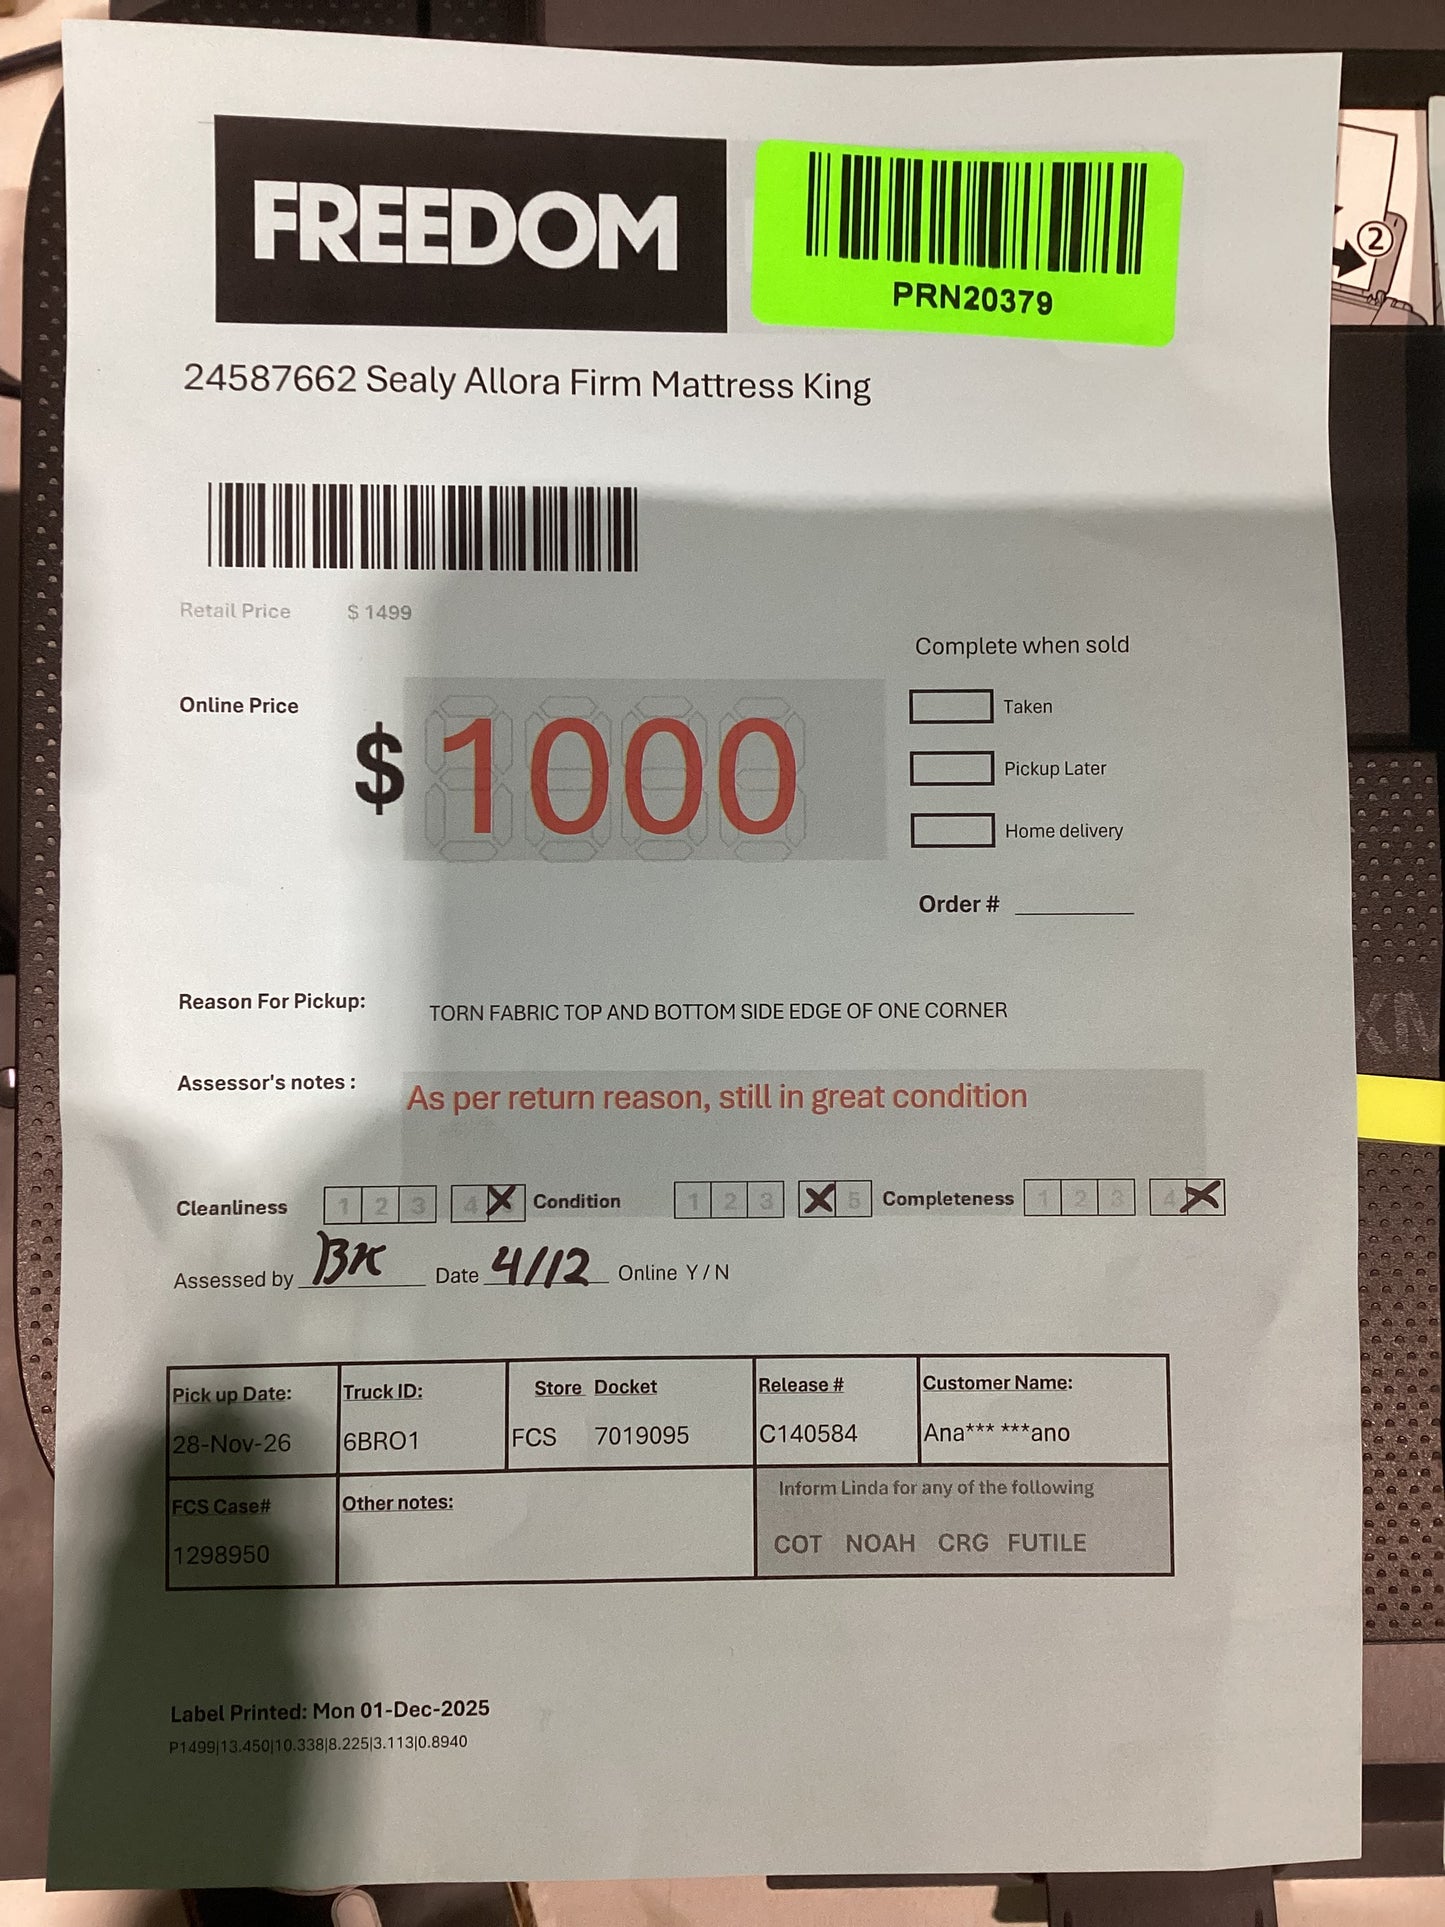 FREEDOM
PRN20379
2
24587662 Sealy Allora Firm Mattress King
Retail Price $ 1499
Complete when sold
Online Price
$ 1000
Taken
Pickup Later
Home delivery
Order #
Reason For Pickup: TORN FABRIC TOP AND BOTTOM SIDE EDGE OF ONE CORNER
Assessor's notes : As per return reason, still in great condition
Cleanliness 1 2 3 4 X Condition 1 2 3 X 5 Completeness 1 2 3 4 X
Assessed by BK Date 4/12 Online Y / N
Pick up Date: Truck ID: Store Docket Release # Customer Name:
28-Nov-26 6BRO1 FCS 7019095 C140584 Ana*** ***ano
FCS Case# Other notes: Inform Linda for any of the following
1298950 COT NOAH CRG FUTILE
Label Printed: Mon 01-Dec-2025
P1499|13.450|10.338|8.225|3.113|0.8940